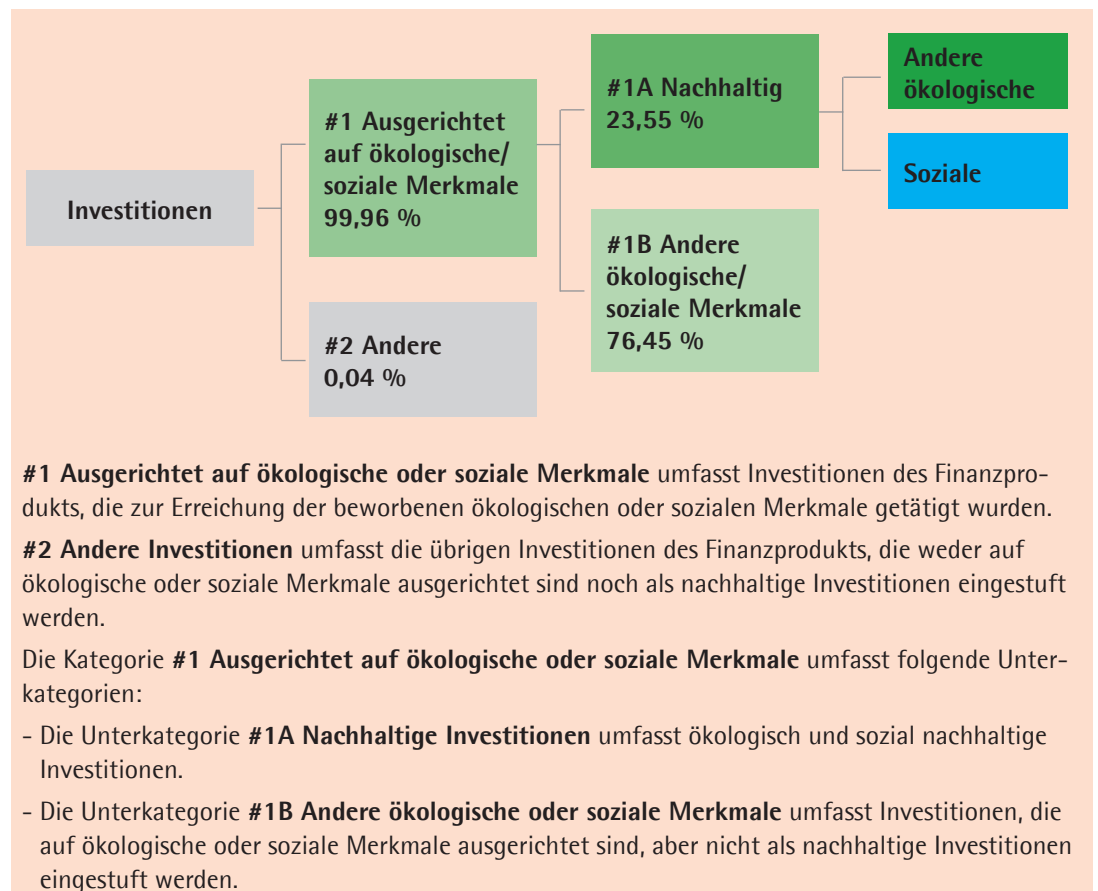 Investitionen
#1 Ausgerichtet
auf ökologische/
soziale Merkmale
99,96 %
#2 Andere
0,04 %
#1A Nachhaltig
23,55 %
#1B Andere
ökologische/
soziale Merkmale
76,45 %
Andere
ökologische
Soziale
#1 Ausgerichtet auf ökologische oder soziale Merkmale umfasst Investitionen des Finanzpro-
dukts, die zur Erreichung der beworbenen ökologischen oder sozialen Merkmale getätigt wurden.
#2 Andere Investitionen umfasst die übrigen Investitionen des Finanzprodukts, die weder auf
ökologische oder soziale Merkmale ausgerichtet sind noch als nachhaltige Investitionen eingestuft
werden.
Die Kategorie #1 Ausgerichtet auf ökologische oder soziale Merkmale umfasst folgende Unter-
kategorien:
- Die Unterkategorie #1A Nachhaltige Investitionen umfasst ökologisch und sozial nachhaltige
Investitionen.
- Die Unterkategorie #1B Andere ökologische oder soziale Merkmale umfasst Investitionen, die
auf ökologische oder soziale Merkmale ausgerichtet sind, aber nicht als nachhaltige Investitionen
eingestuft werden.